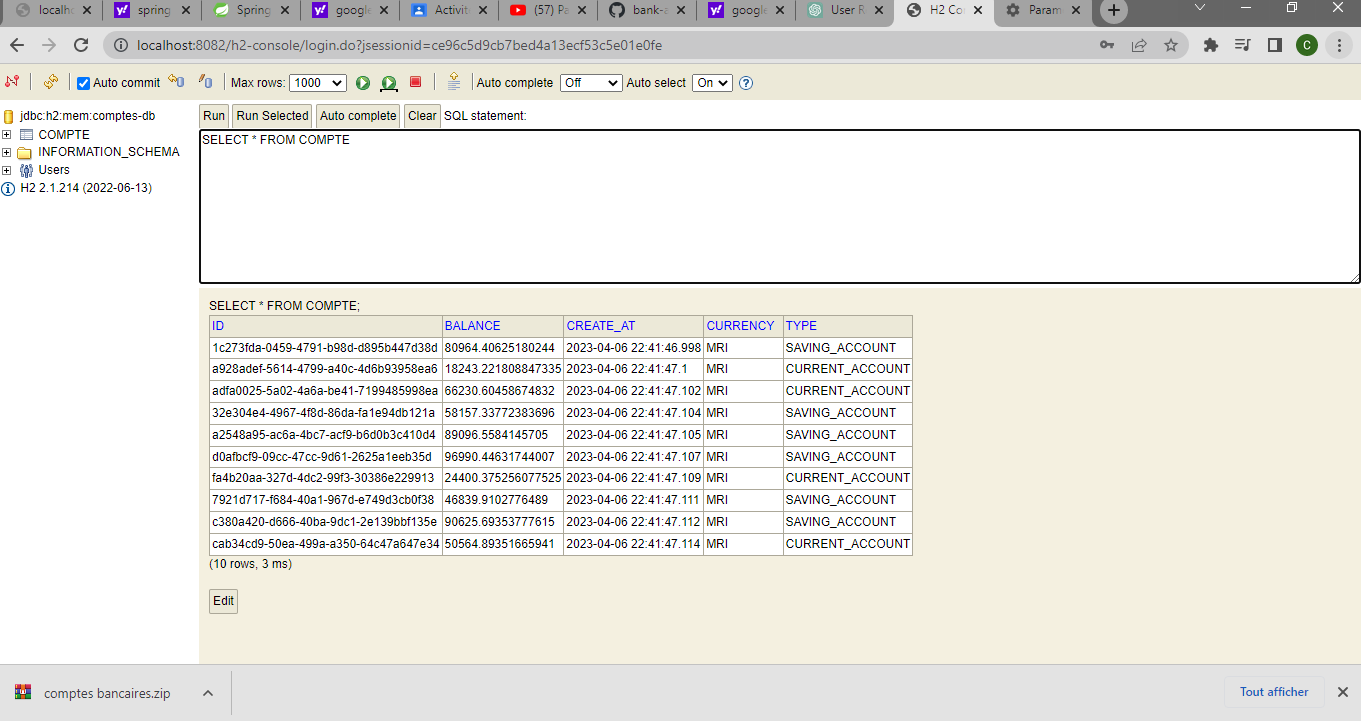 localho
spring
Spring
google
Activit
(57) Pa
bank-a
google
User R
H2 Co
Param
localhost:8082/h2-console/login.do?jsessionid=ce96c5d9cb7bed4a13ecf53c5e01e0fe
C
Auto commit Max rows: 1000 Auto complete Off Auto select On
jdbc:h2:mem:comptes-db
COMPTE
INFORMATION_SCHEMA
Users
H2 2.1.214 (2022-06-13)
Run Run Selected Auto complete Clear SQL statement:
SELECT * FROM COMPTE
SELECT * FROM COMPTE;
ID BALANCE CREATE_AT CURRENCY TYPE
1c273fda-0459-4791-b98d-d895b447d38d 80964.40625180244 2023-04-06 22:41:46.998 MRI SAVING_ACCOUNT
a928adef-5614-4799-a40c-4d6b93958ea6 18243.221808847335 2023-04-06 22:41:47.1 MRI CURRENT_ACCOUNT
adfa0025-5a02-4a6a-be41-7199485998ea 66230.60458674832 2023-04-06 22:41:47.102 MRI CURRENT_ACCOUNT
32e304e4-4967-4f8d-86da-fa1e94db121a 58157.33772383696 2023-04-06 22:41:47.104 MRI SAVING_ACCOUNT
a2548a95-ac6a-4bc7-acf9-b6d0b3c410d4 89096.5584145705 2023-04-06 22:41:47.105 MRI SAVING_ACCOUNT
d0afbcf9-09cc-47cc-9d61-2625a1eeb35d 96990.44631744007 2023-04-06 22:41:47.107 MRI SAVING_ACCOUNT
fa4b20aa-327d-4dc2-99f3-30386e229913 24400.375256077525 2023-04-06 22:41:47.109 MRI CURRENT_ACCOUNT
7921d717-f684-40a1-967d-e749d3cb0f38 46839.9102776489 2023-04-06 22:41:47.111 MRI SAVING_ACCOUNT
c380a420-d666-40ba-9dc1-2e139bbf135e 90625.69353777615 2023-04-06 22:41:47.112 MRI SAVING_ACCOUNT
cab34cd9-50ea-499a-a350-64c47a647e34 50564.89351665941 2023-04-06 22:41:47.114 MRI CURRENT_ACCOUNT
(10 rows, 3 ms)
Edit
comptes bancaires.zip
Tout afficher